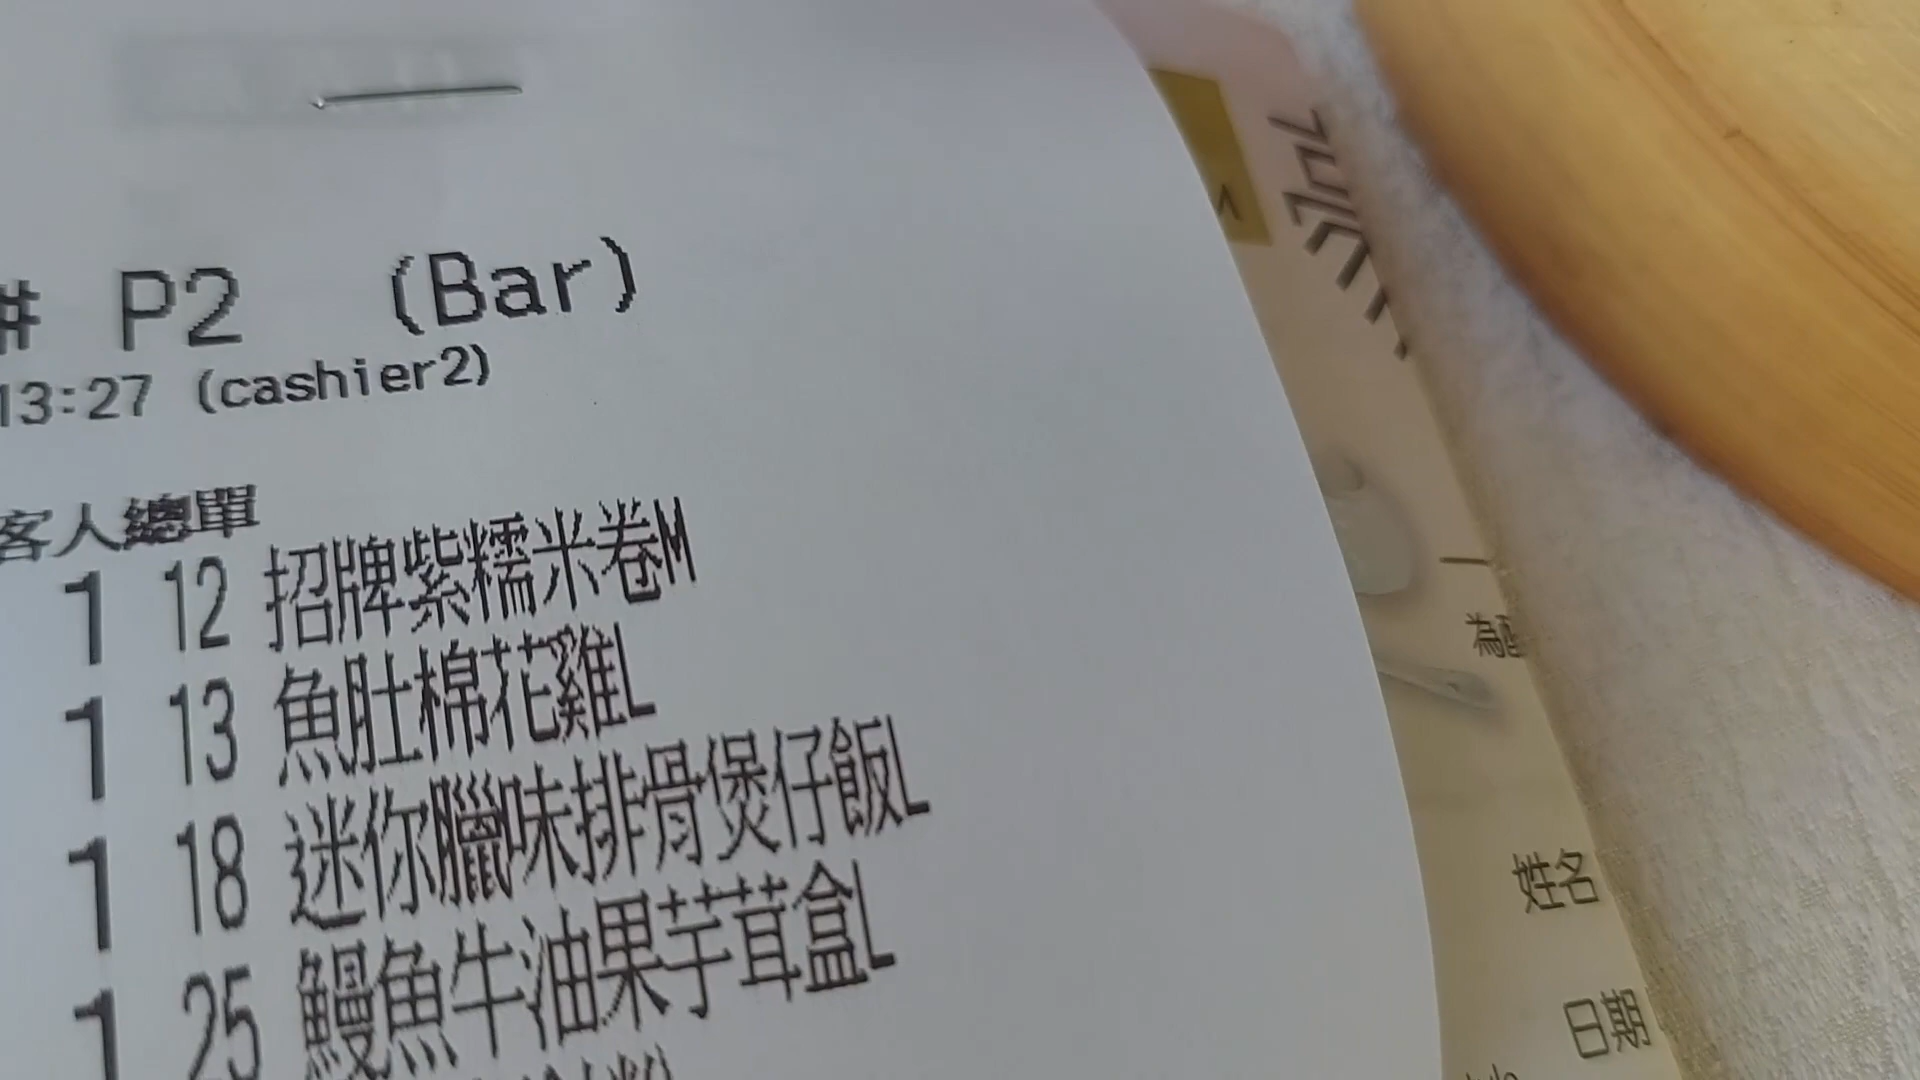 # P2 (Bar)
13:27 (cashier2)
客人總單
1 12 招牌紫糯米卷M
1 13 魚肚棉花雞L
1 18 迷你臘味排骨煲仔飯L
1 25 鰻魚牛油果芋茸盒L
為
姓名
日期